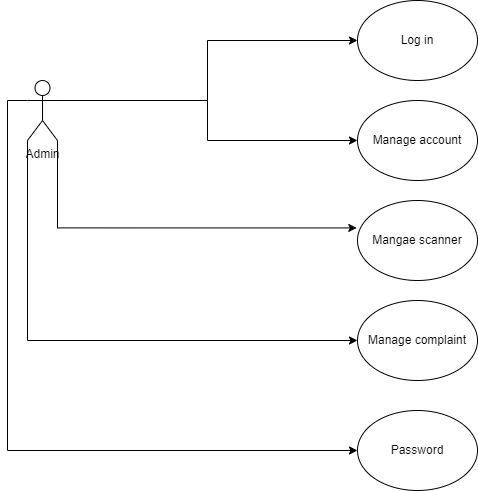 Log in
Admin
Manage account
Mangae scanner
Manage complaint
Password